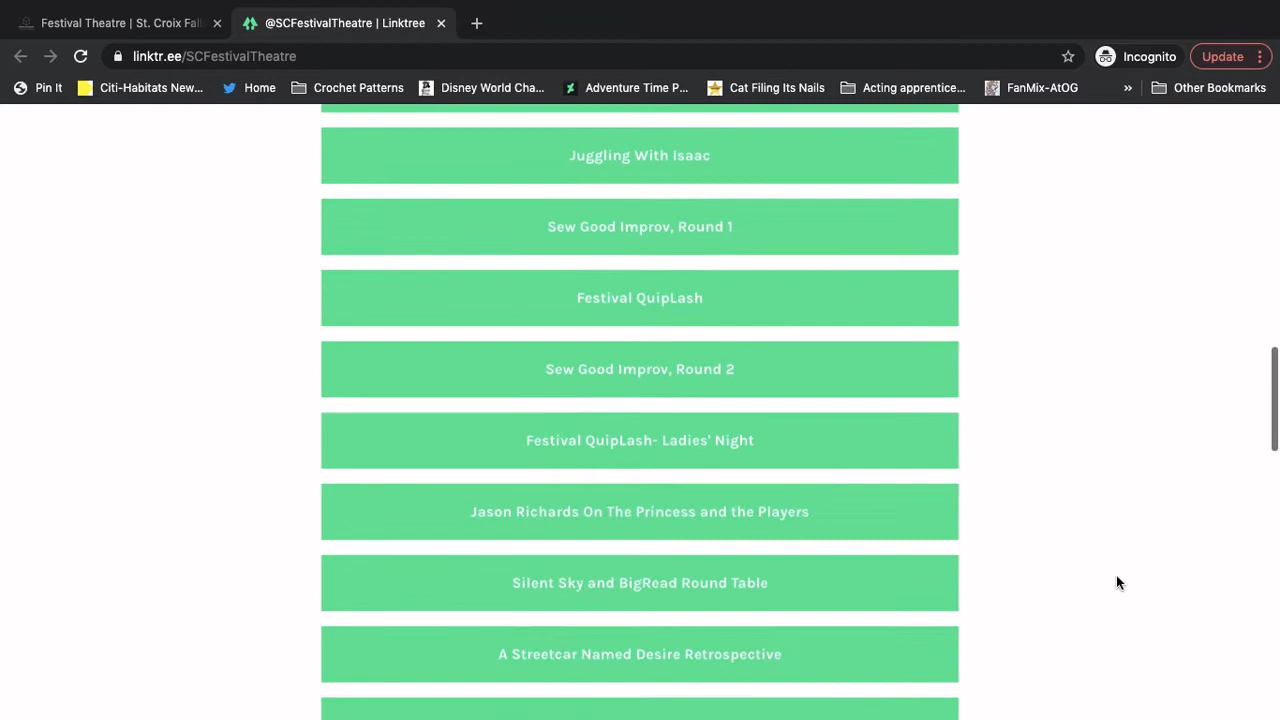 Festival Theatre | St. Croix Fall
@SCFestivalTheatre | Linktree
linktr.ee/SCFestivalTheatre
Incognito
Update
Pin It
Citi-Habitats New...
Home
Crochet Patterns
Disney World Cha...
Adventure Time P...
Cat Filing Its Nails
Acting apprentice...
FanMix-AtOG
»
Other Bookmarks
Juggling With Isaac
Sew Good Improv, Round 1
Festival QuipLash
Sew Good Improv, Round 2
Festival QuipLash- Ladies' Night
Jason Richards On The Princess and the Players
Silent Sky and BigRead Round Table
A Streetcar Named Desire Retrospective